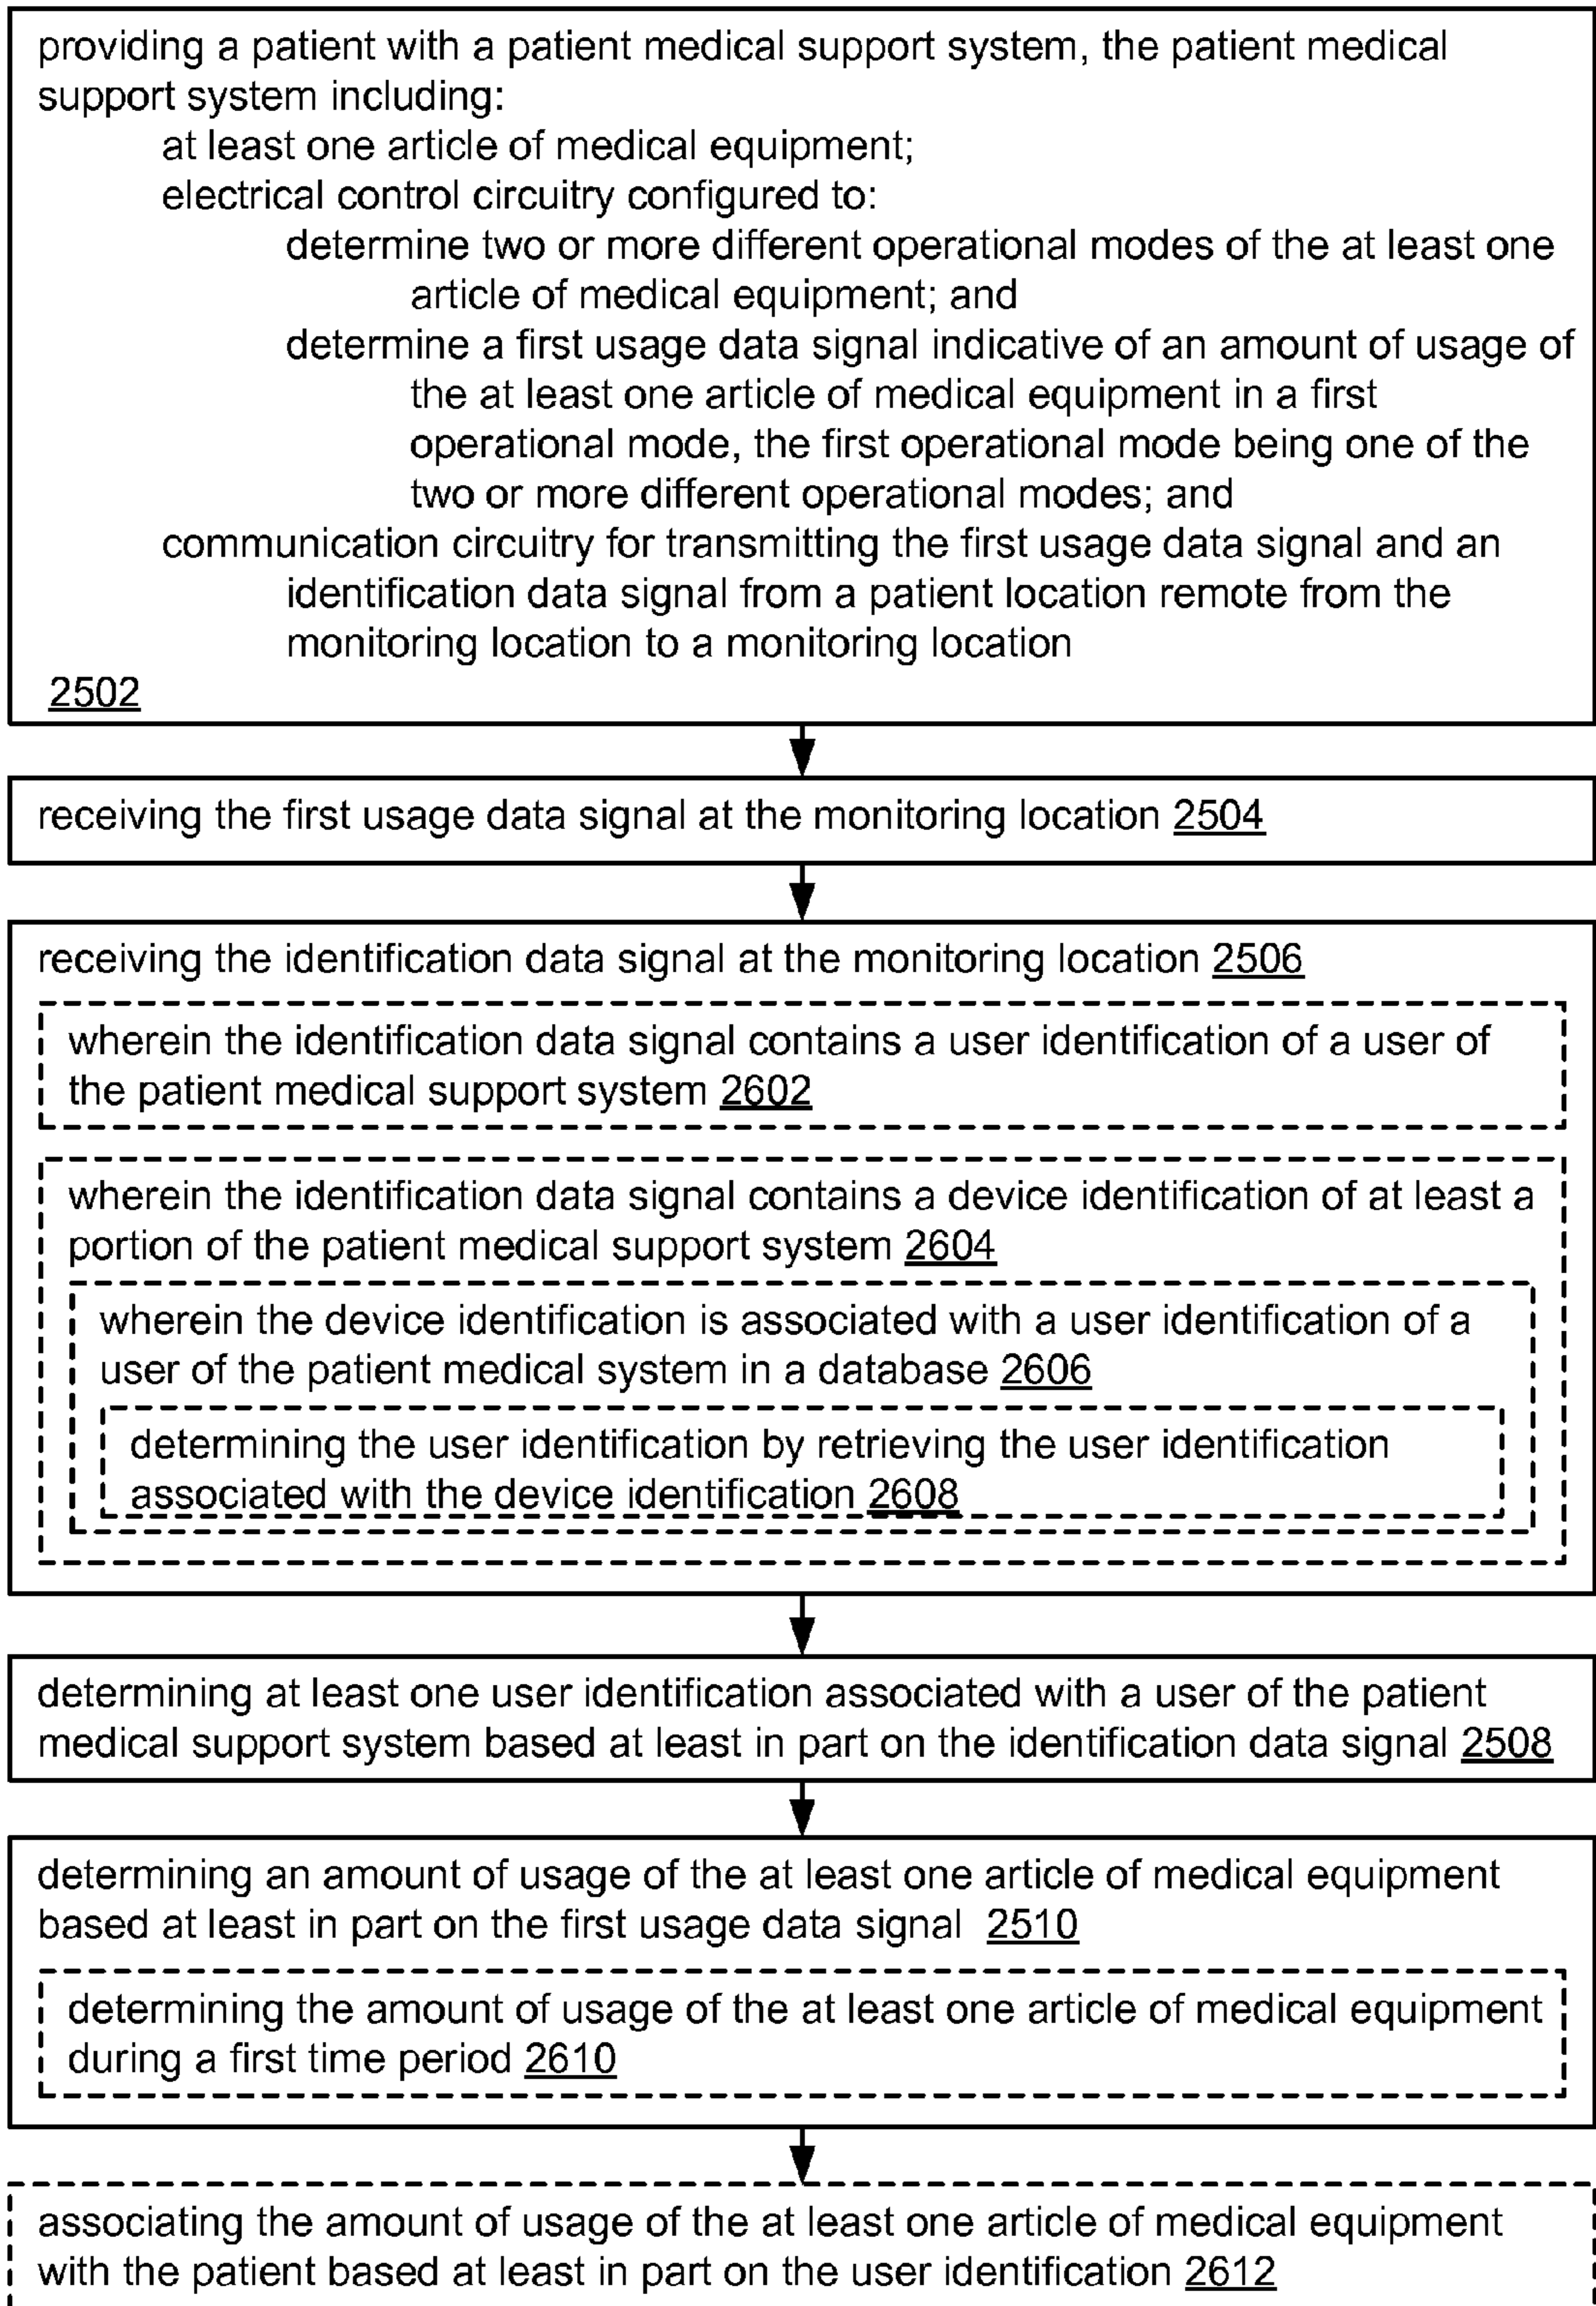 providing a patient with a patient medical support system, the patient medical
support system including:
at least one article of medical equipment;
electrical control circuitry configured to:
determine two or more different operational modes of the at least one
article of medical equipment; and
determine a first usage data signal indicative of an amount of usage of
the at least one article of medical equipment in a first
operational mode, the first operational mode being one of the
two or more different operational modes; and
communication circuitry for transmitting the first usage data signal and an
identification data signal from a patient location remote from the
monitoring location to a monitoring location
2502
receiving the first usage data signal at the monitoring location 2504
receiving the identification data signal at the monitoring location 2506
wherein the identification data signal contains a user identification of a user of
the patient medical support system 2602
wherein the identification data signal contains a device identification of at least a
portion of the patient medical support system 2604
wherein the device identification is associated with a user identification of a
user of the patient medical system in a database 2606
determining the user identification by retrieving the user identification
associated with the device identification 2608
determining at least one user identification associated with a user of the patient
medical support system based at least in part on the identification data signal 2508
determining an amount of usage of the at least one article of medical equipment
based at least in part on the first usage data signal 2510
determining the amount of usage of the at least one article of medical equipment
during a first time period 2610
associating the amount of usage of the at least one article of medical equipment
with the patient based at least in part on the user identification 2612